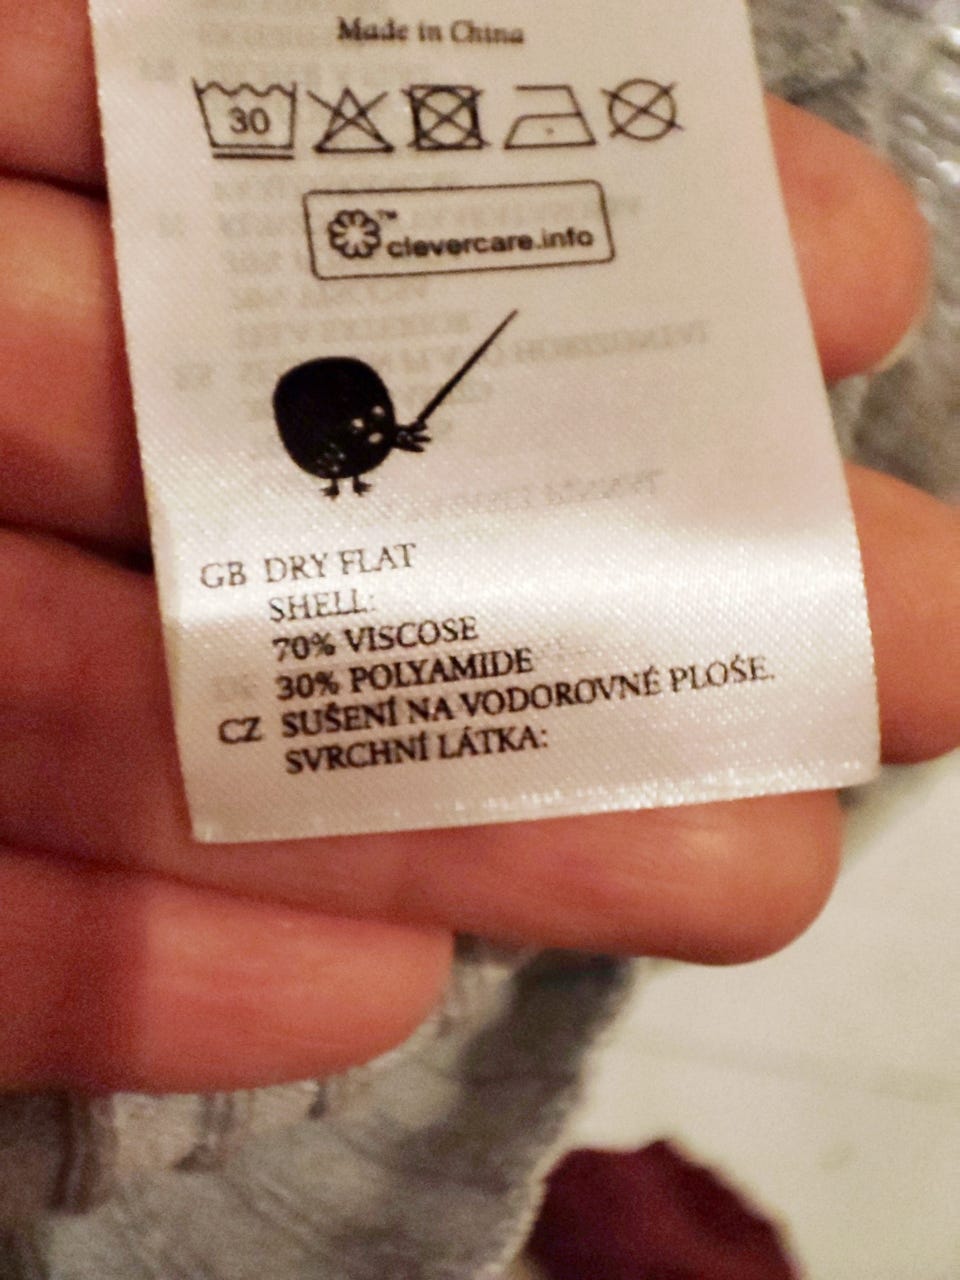 Made in China
30
™
clevercare.info
GB DRY FLAT
SHELL:
70% VISCOSE
30% POLYAMIDE
CZ SUŠENÍ NA VODOROVNÉ PLOŠE.
SVRCHNÍ LÁTKA: